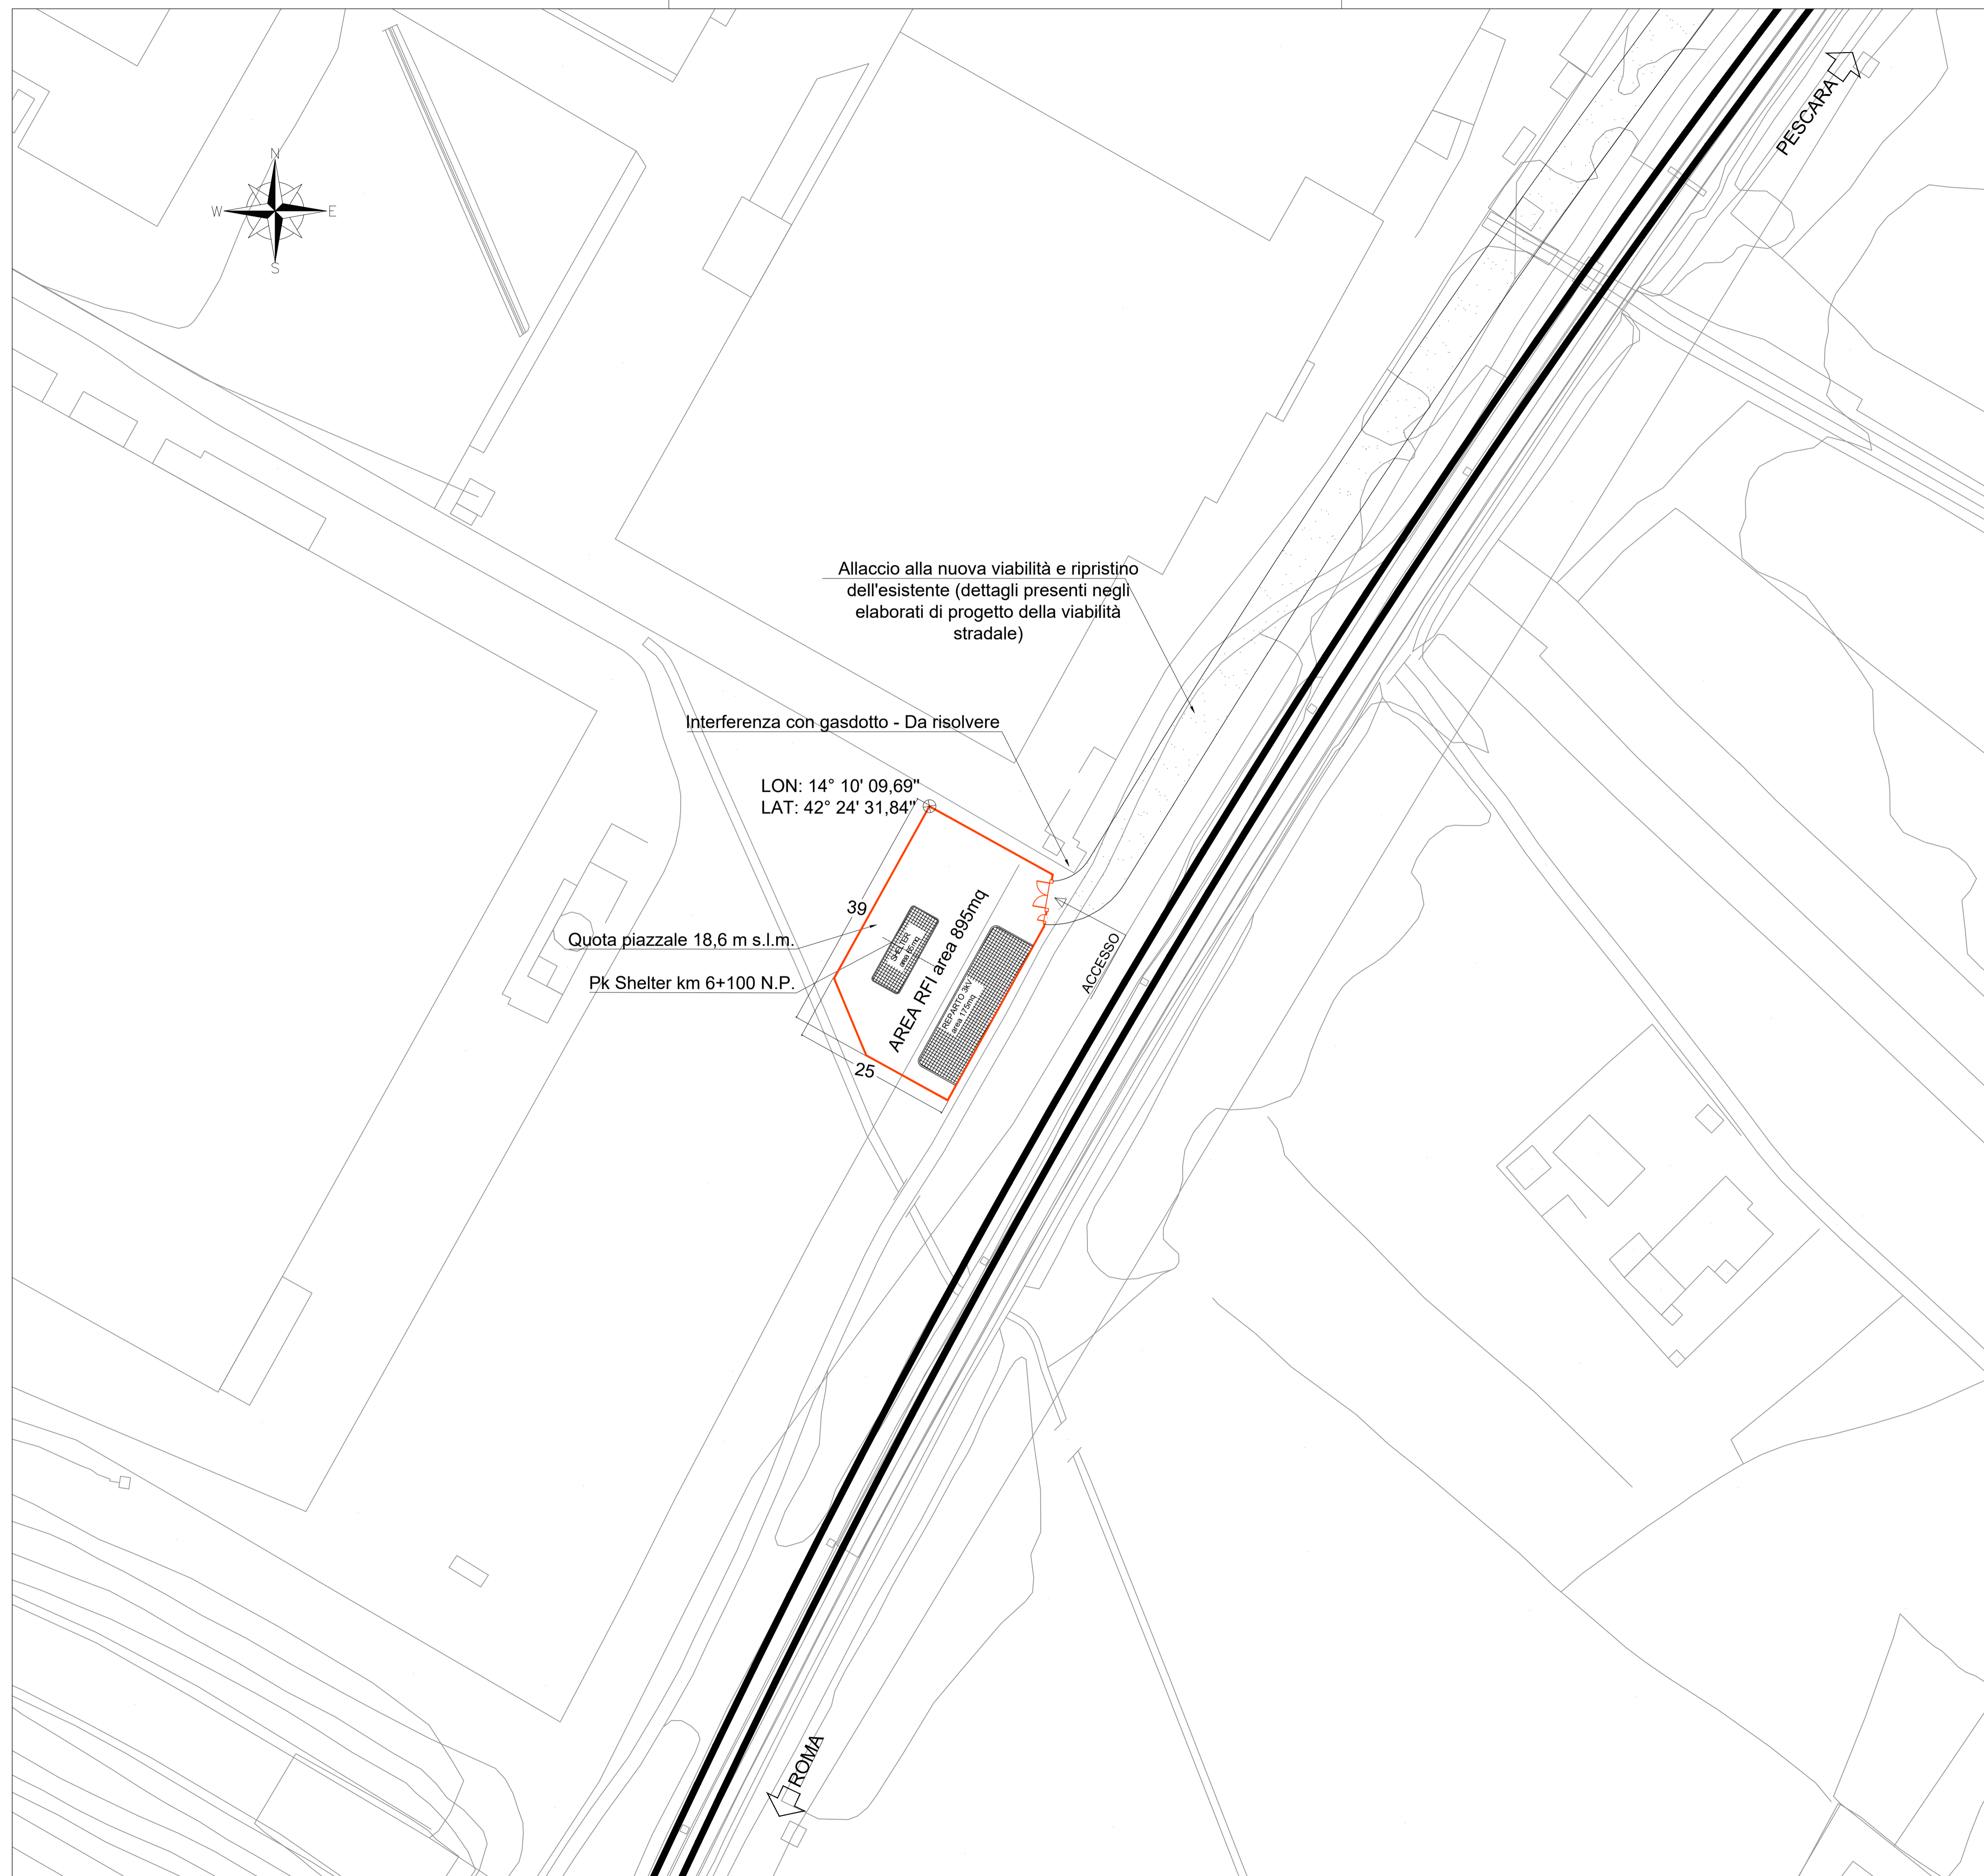 PESCARA
N
W
E
S
Allaccio alla nuova viabilità e ripristino
dell'esistente (dettagli presenti negli
elaborati di progetto della viabilità
stradale)
Interferenza con gasdotto - Da risolvere
LON: 14° 10' 09,69"
LAT: 42° 24' 31,84"
39
Quota piazzale 18,6 m s.l.m.
Pk Shelter km 6+100 N.P.
SHELTER
AREA RFI area 895mq
REPARTO 3kV
area 175mq
ACCESSO
25
ROMA